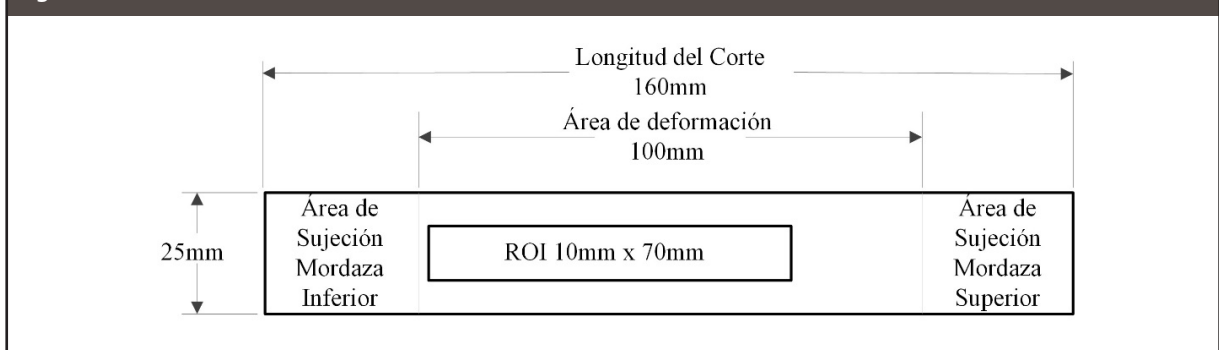 Longitud del Corte
160mm
Área de deformación
100mm
25mm
Área de
Sujeción
Mordaza
Inferior
ROI 10mm x 70mm
Área de
Sujeción
Mordaza
Superior